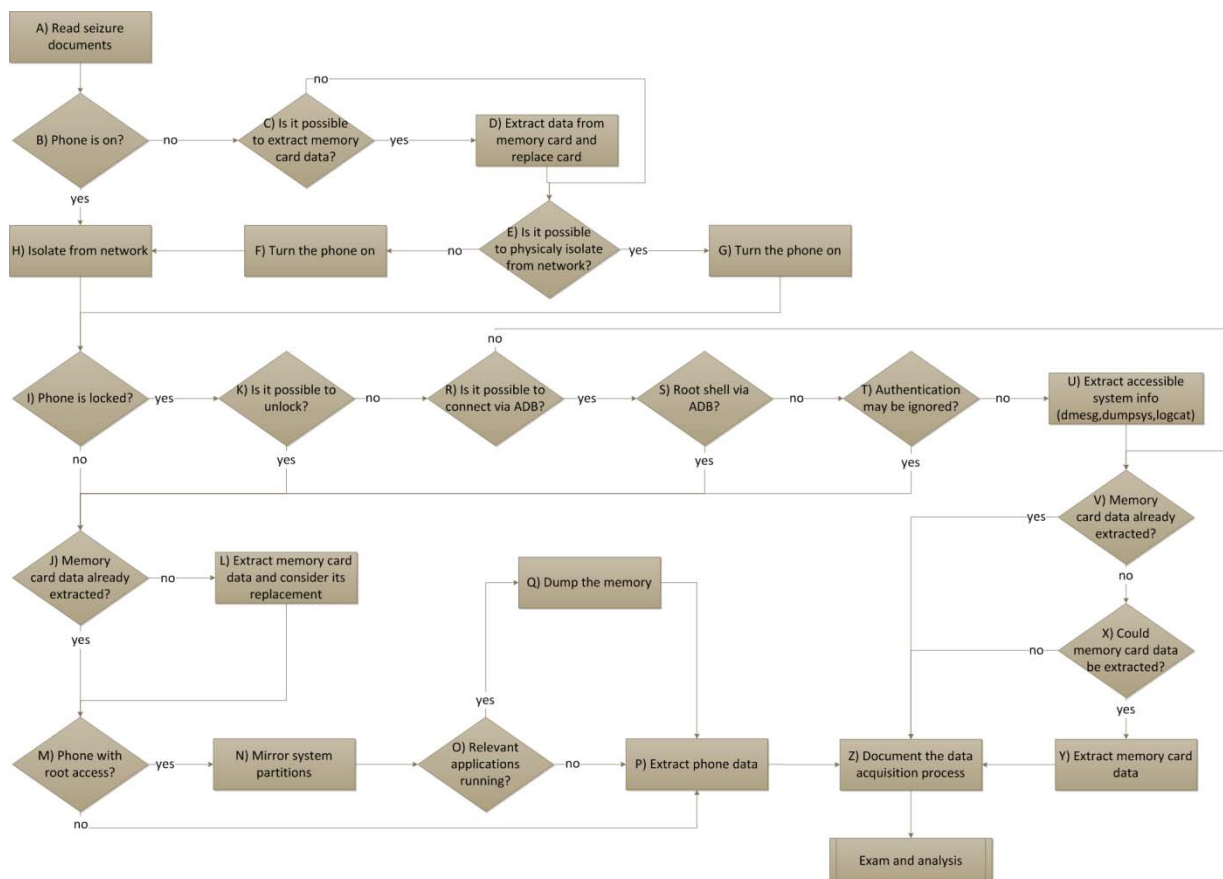 A) Read seizure
documents
no
B) Phone is on?
no
C) Is it possible
to extract memory
card data?
yes
D) Extract data from
memory card and
replace card
yes
H) Isolate from network
F) Turn the phone on
no
E) Is it possible
to physicaly isolate
from network?
yes
G) Turn the phone on
no
I) Phone is locked?
yes
K) Is it possible to
unlock?
no
R) Is it possible to
connect via ADB?
yes
S) Root shell via
ADB?
no
T) Authentication
may be ignored?
no
U) Extract accessible
system info
(dmesg,dumpsys,logcat)
no
yes
yes
yes
J) Memory
card data already
extracted?
no
L) Extract memory card
data and consider its
replacement
Q) Dump the memory
yes
V) Memory
card data already
extracted?
no
yes
no
X) Could
memory card data
be extracted?
yes
yes
M) Phone with
root access?
yes
N) Mirror system
partitions
O) Relevant
applications
running?
no
P) Extract phone data
Z) Document the data
acquisition process
Y) Extract memory card
data
no
Exam and analysis